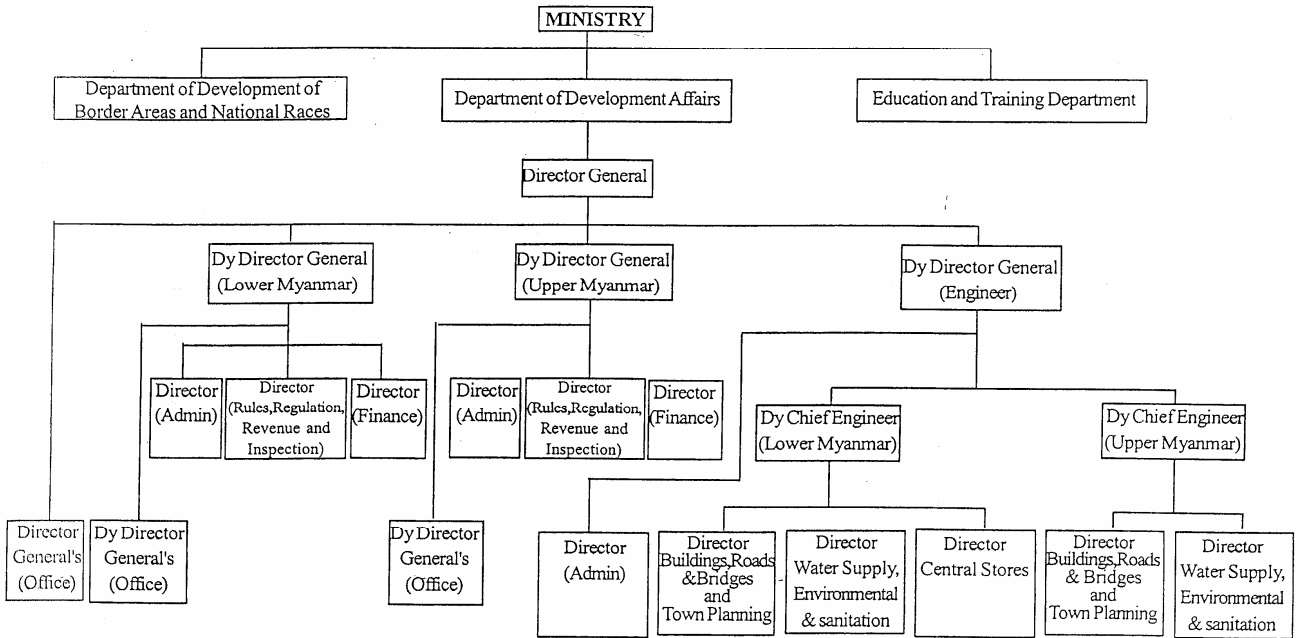 MINISTRY
Department of Development of
Border Areas and National Races
Department of Development Affairs
Education and Training Department
Director General
Dy Director General
(Lower Myanmar)
Dy Director General
(Upper Myanmar)
Dy Director General
(Engineer)
Director
(Admin)
Director
(Rules,Regulation,
Revenue and
Inspection)
Director
(Finance)
Director
(Admin)
Director
(Rules,Regulation,
Revenue and
Inspection)
Director
(Finance)
Dy Chief Engineer
(Lower Myanmar)
Dy Chief Engineer
(Upper Myanmar)
Director
General's
(Office)
Dy Director
General's
(Office)
Dy Director
General's
(Office)
Director
(Admin)
Director
Buildings,Roads
&Bridges
and
Town Planning
Director
Water Supply,
Environmental
& sanitation
Director
Central Stores
Director
Buildings,Roads
& Bridges
and
Town Planning
Director
Water Supply,
Environmental
& sanitation